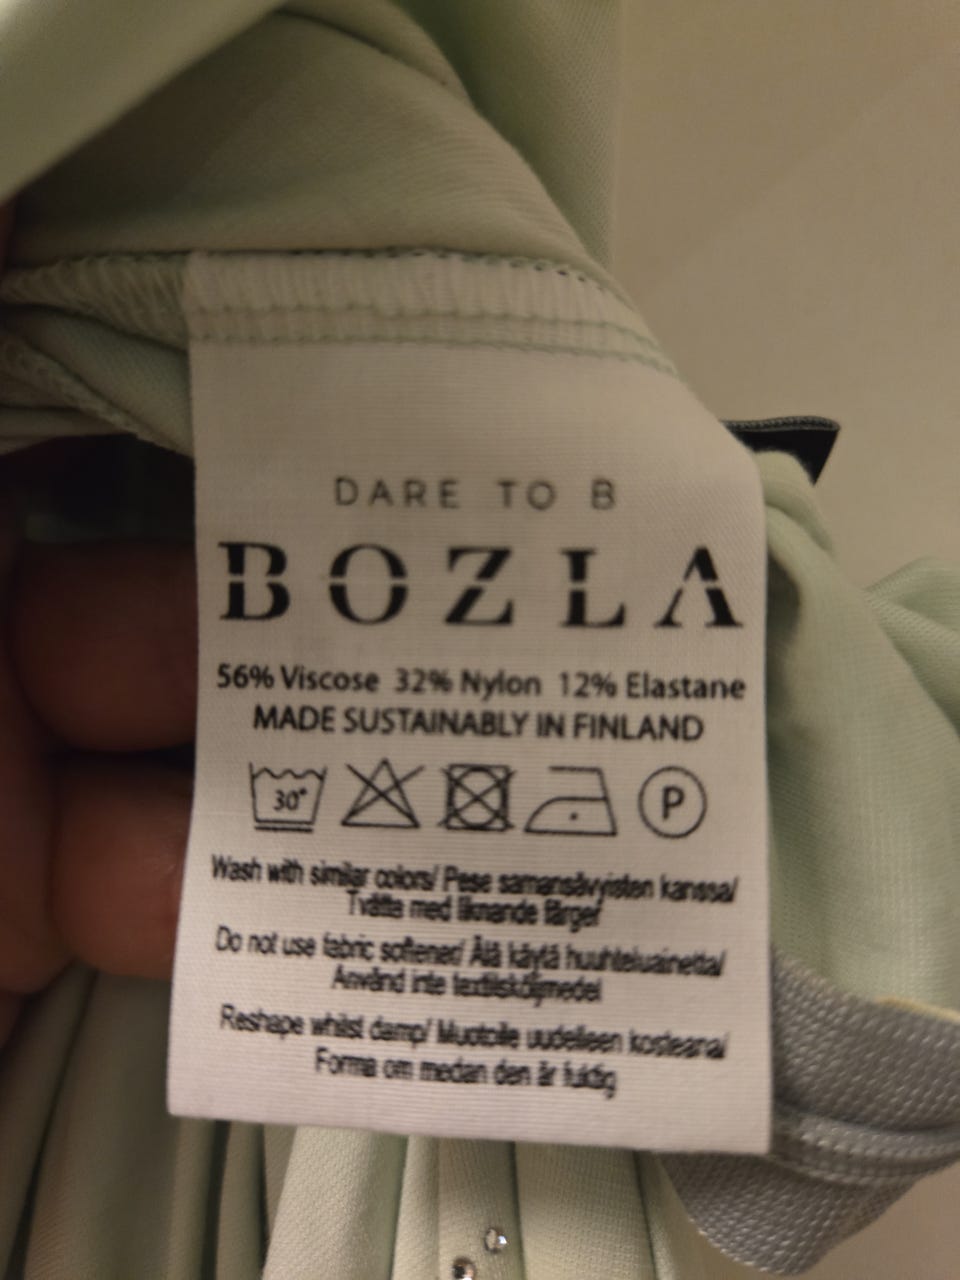 DARE TO B
BOZLA
56% Viscose 32% Nylon 12% Elastane
MADE SUSTAINABLY IN FINLAND
30° P
Wash with similar colors/ Pese samansävyisten kanssa/
Tvätta med liknande färger
Do not use fabric softener/ Älä käytä huuhteluainetta/
Använd inte textilsköljmedel
Reshape whilst damp/ Muotoile uudelleen kosteana/
Forma om medan den är fuktig